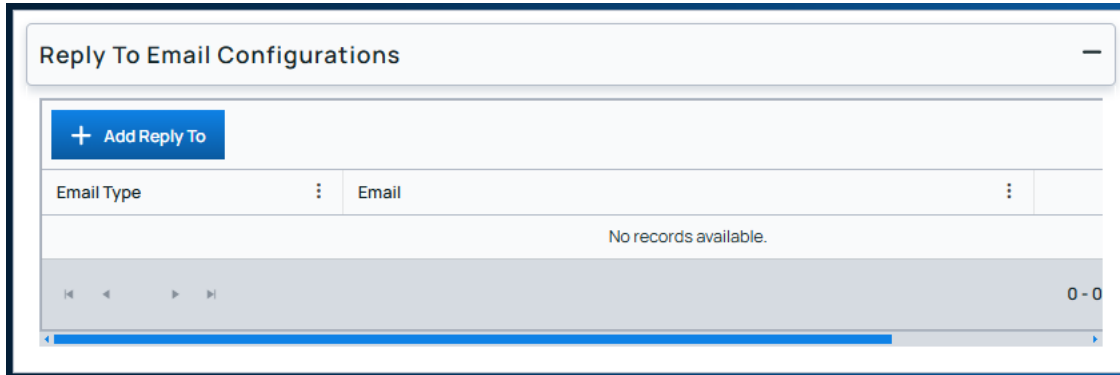 Reply To Email Configurations
Add Reply To
Email Type
Email
No records available.
0 - 0